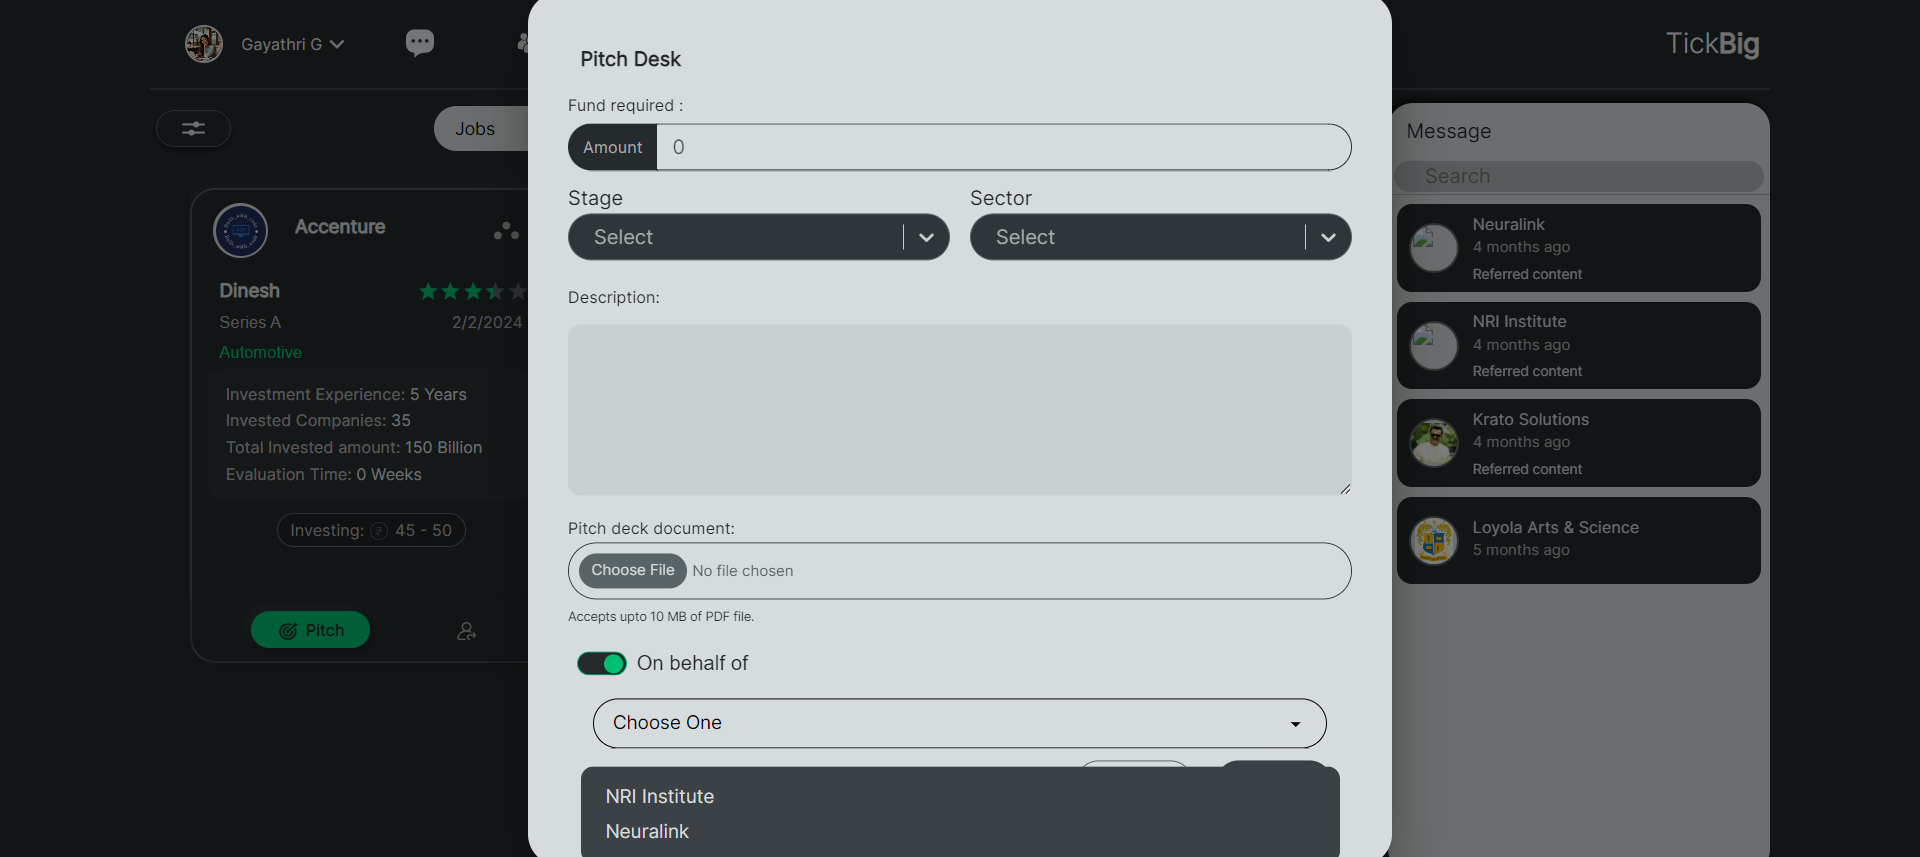 Gayathri G
TickBig
Jobs
Accenture
Dinesh
Series A
2/2/2024
Automotive
Investment Experience: 5 Years
Invested Companies: 35
Total Invested amount: 150 Billion
Evaluation Time: 0 Weeks
Investing: ₹ 45 - 50
Pitch
Pitch Desk
Fund required :
Amount
0
Stage
Sector
Select
Select
Description:
Pitch deck document:
Choose File No file chosen
Accepts upto 10 MB of PDF file.
On behalf of
Choose One
NRI Institute
Neuralink
Message
Search
Neuralink
4 months ago
Referred content
NRI Institute
4 months ago
Referred content
Krato Solutions
4 months ago
Referred content
Loyola Arts & Science
5 months ago